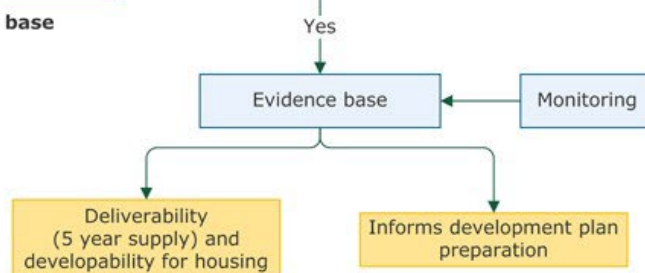 base
Yes
Evidence base
Monitoring
Deliverability
(5 year supply) and
developability for housing
Informs development plan
preparation